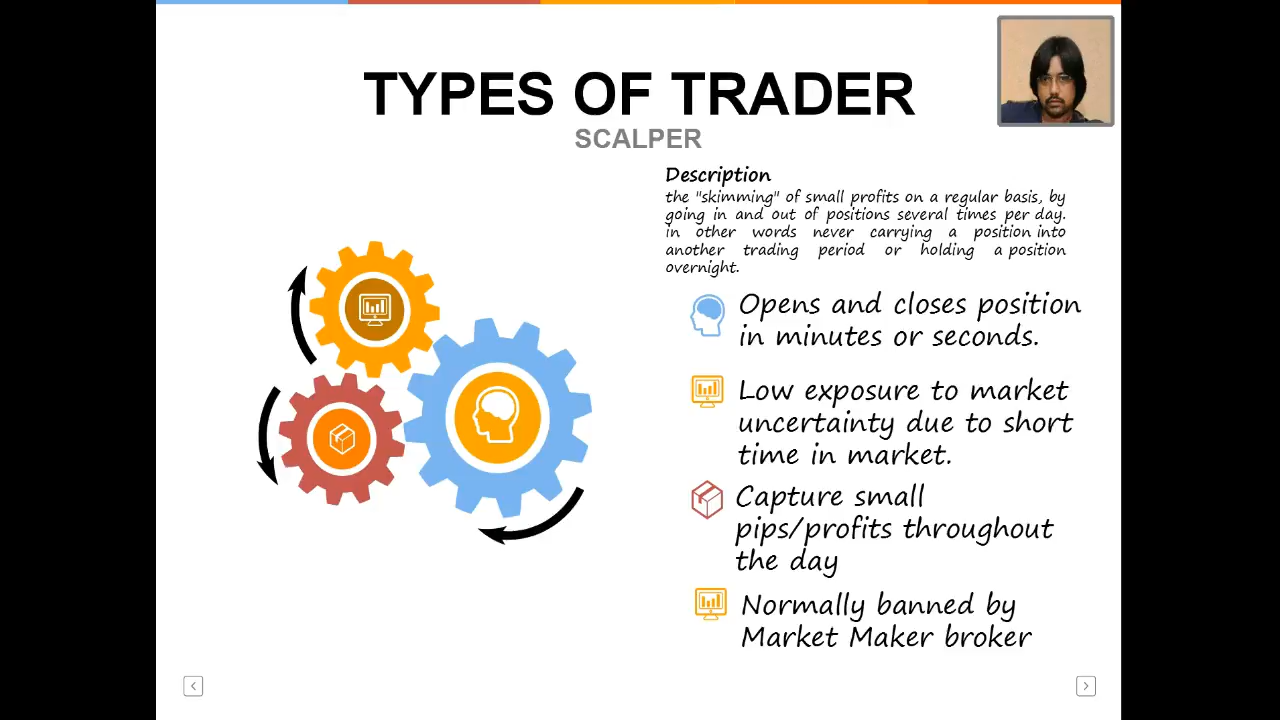 TYPES OF TRADER
SCALPER
Description
the "skimming" of small profits on a regular basis, by
going in and out of positions several times per day.
in other words never carrying a position into
another trading period or holding a position
overnight.
Opens and closes position
in minutes or seconds.
Low exposure to market
uncertainty due to short
time in market.
Capture small
pips/profits throughout
the day
Normally banned by
Market Maker broker